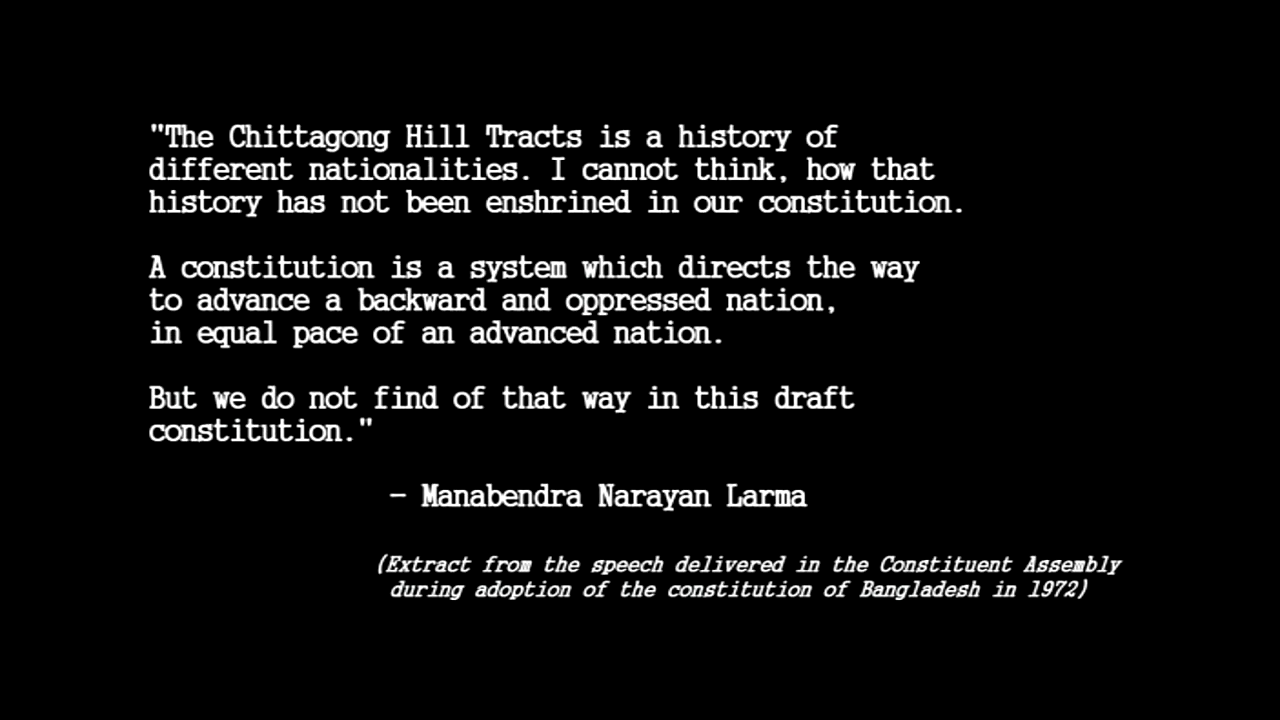 "The Chittagong Hill Tracts is a history of
different nationalities. I cannot think, how that
history has not been enshrined in our constitution.
A constitution is a system which directs the way
to advance a backward and oppressed nation,
in equal pace of an advanced nation.
But we do not find of that way in this draft
constitution."
- Manabendra Narayan Larma
(Extract from the speech delivered in the Constituent Assembly
during adoption of the constitution of Bangladesh in 1972)